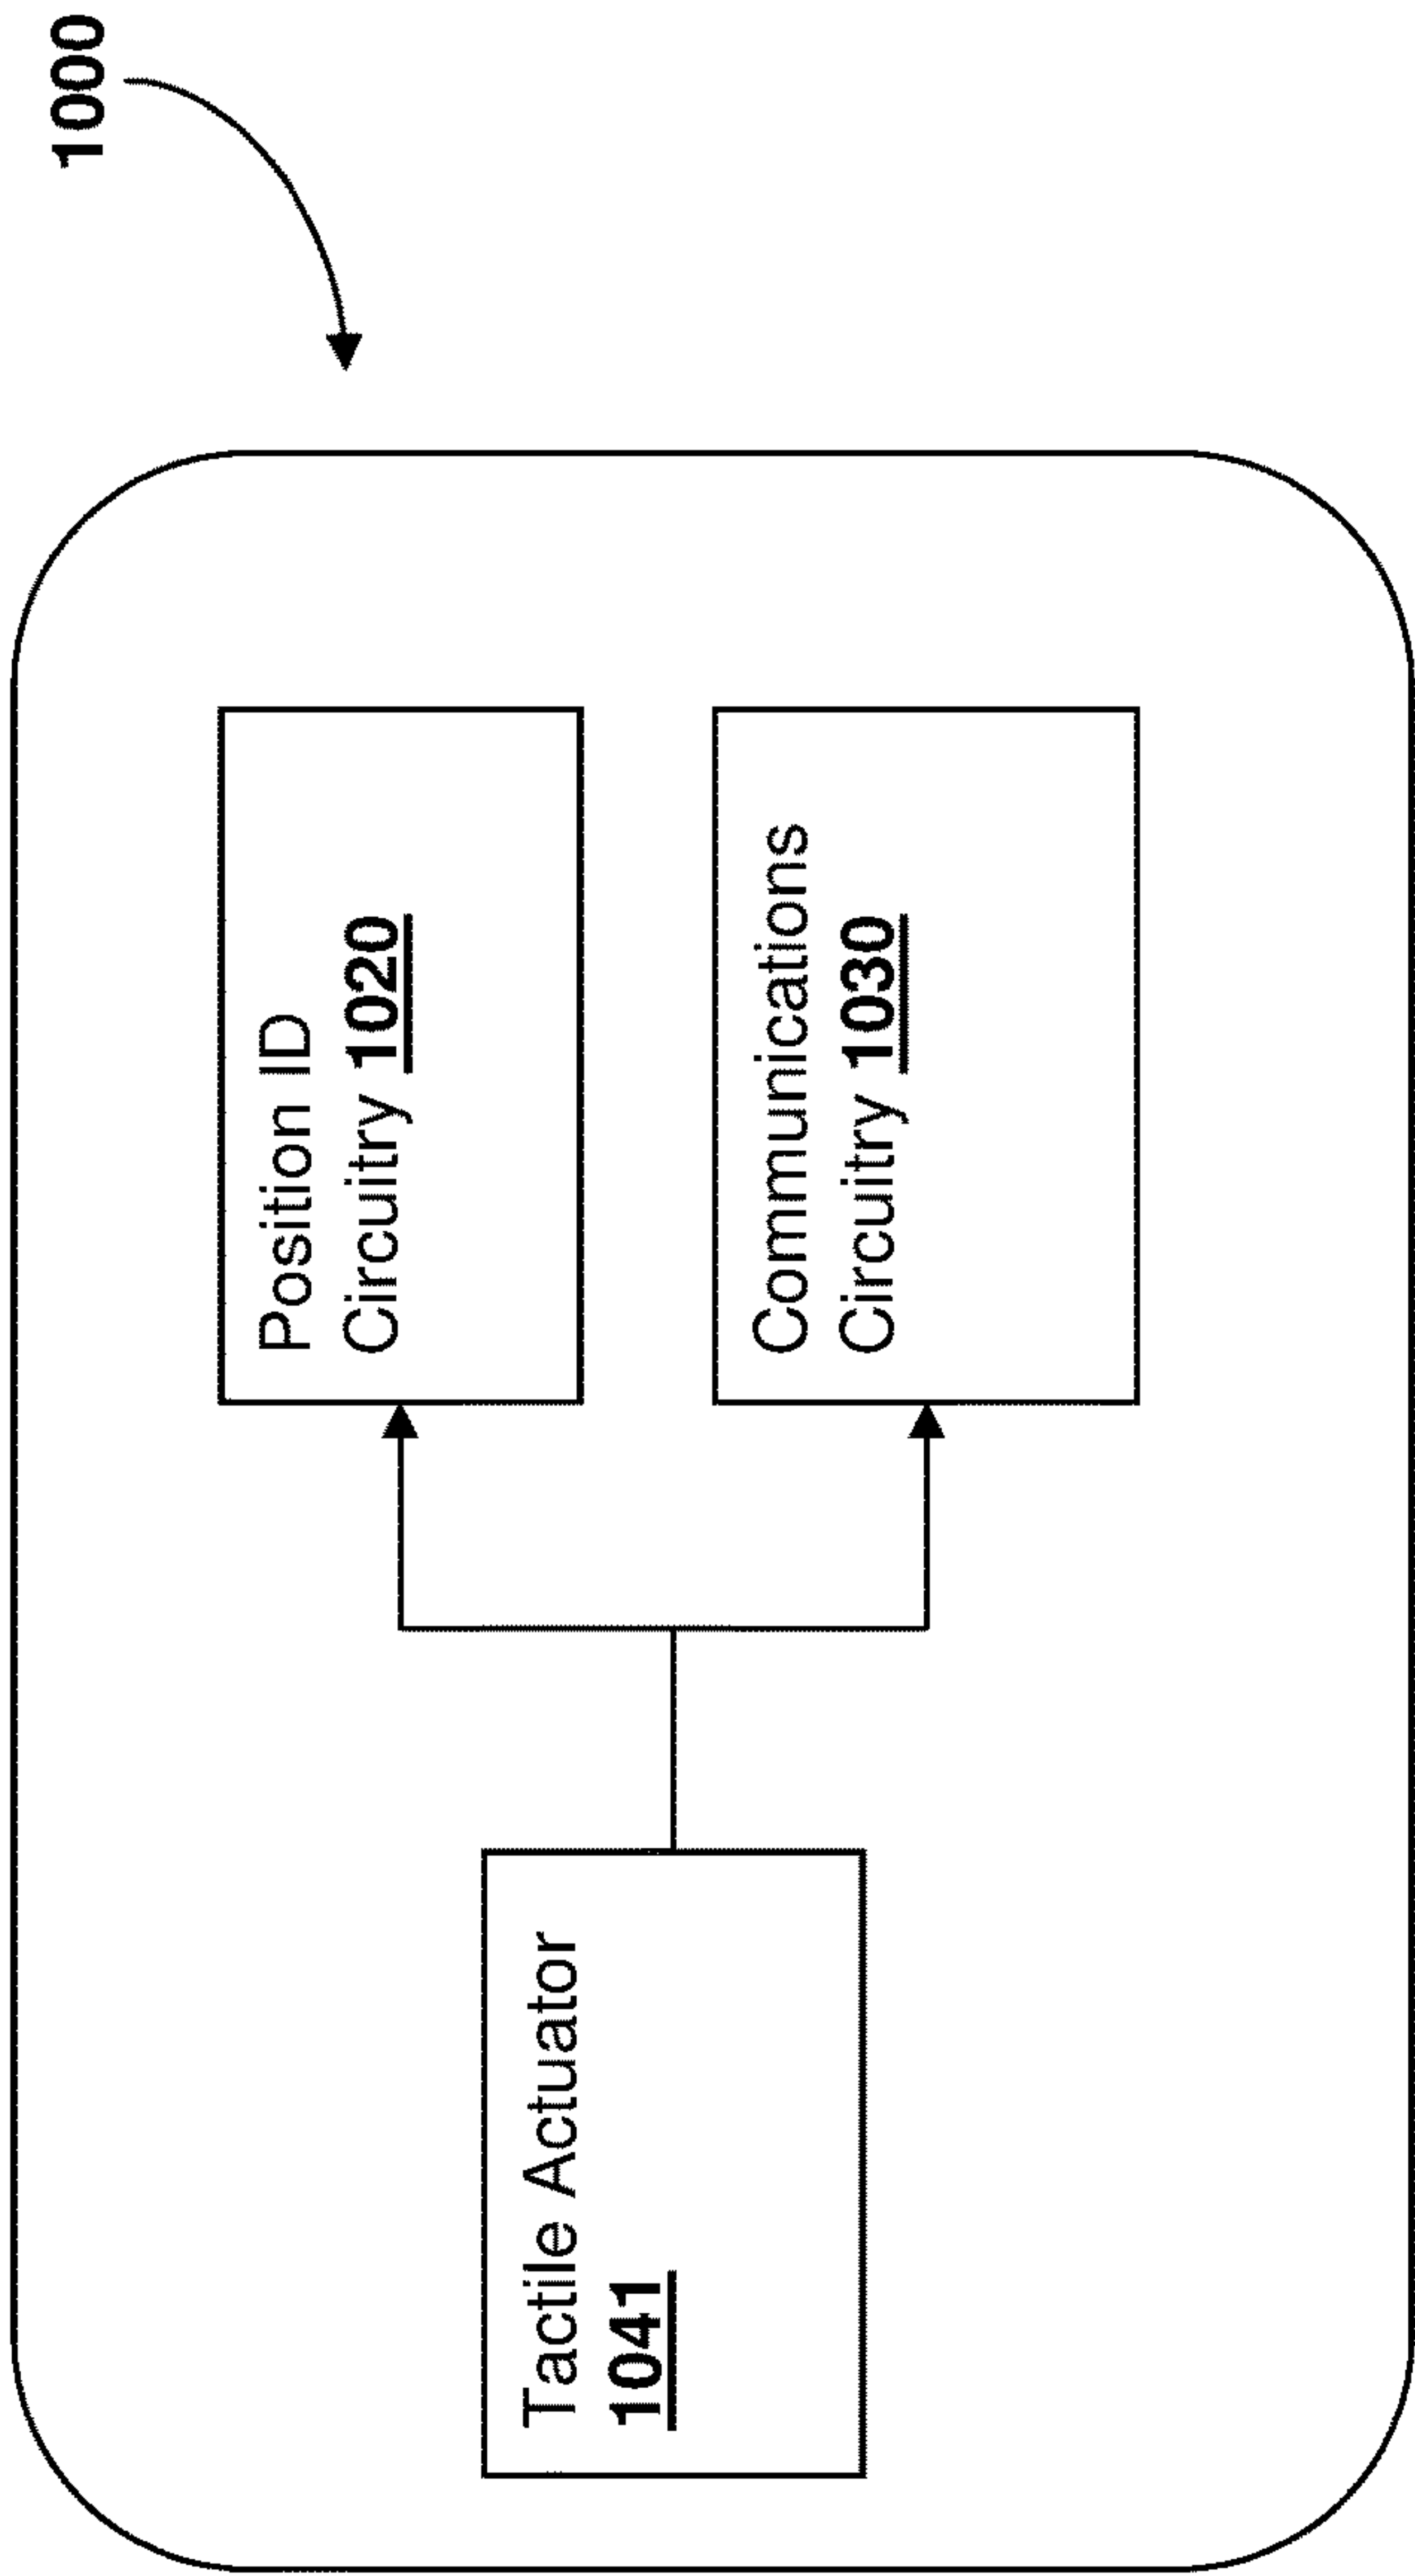 1000
Position ID
Circuitry 1020
Communications
Circuitry 1030
Tactile Actuator
1041